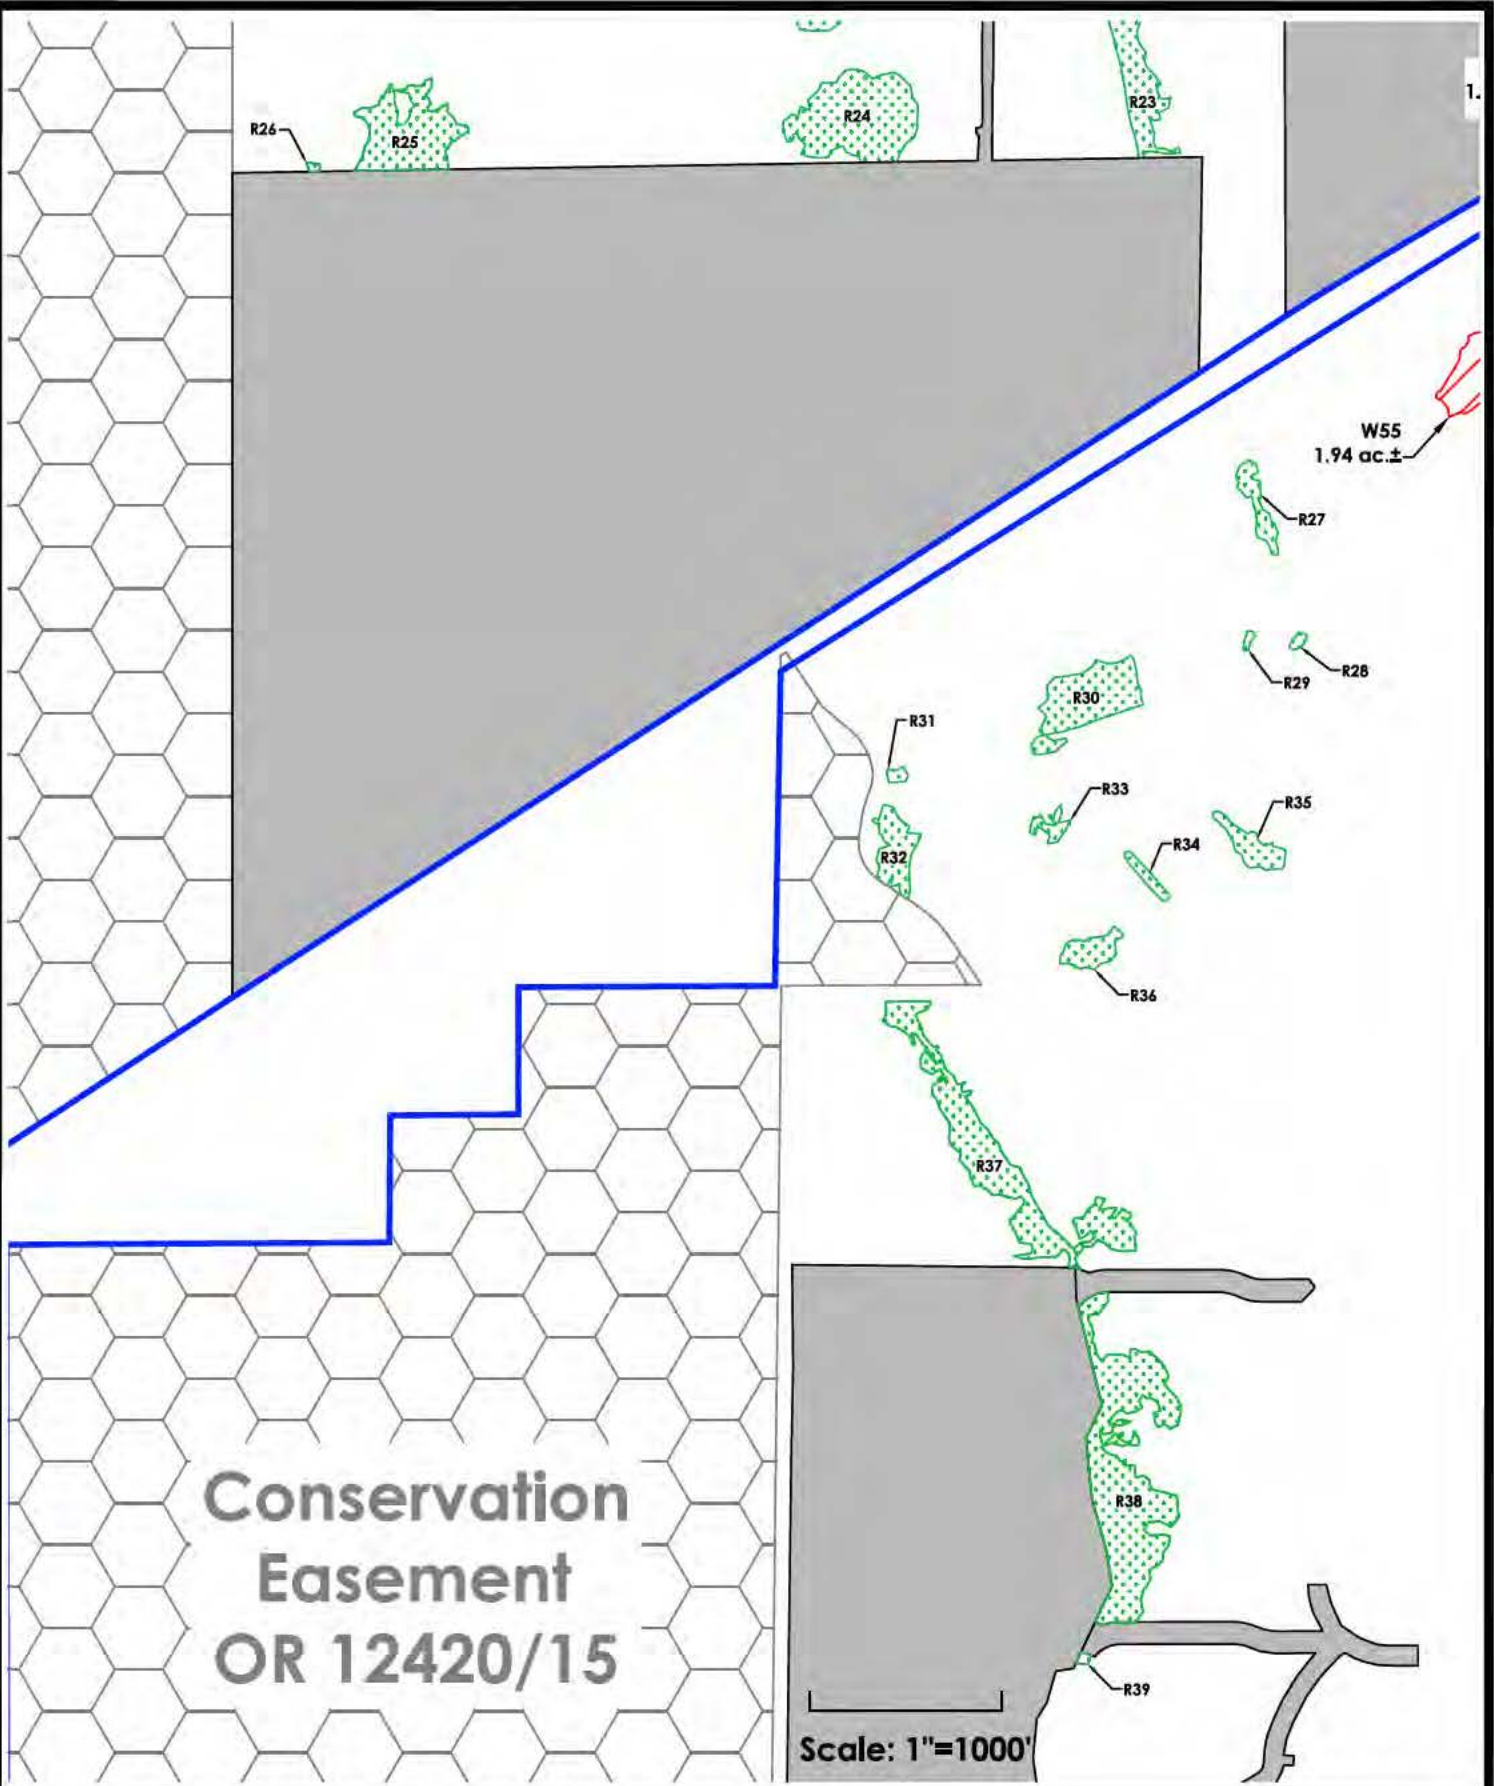 R23
1.
R24
R26
R25
W55
1.94 ac.±
R27
R28
R29
R30
R31
R33
R35
R34
R32
R36
R37
R38
Conservation
Easement
OR 12420/15
R39
Scale: 1"=1000'